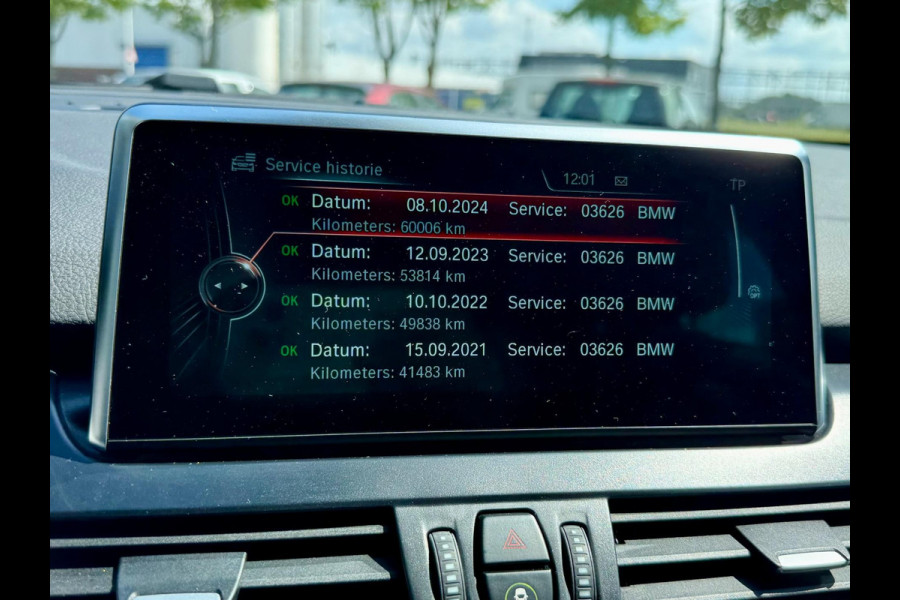 Service historie
12:01
TP
OK Datum: 08.10.2024 Service: 03626 BMW
Kilometers: 60006 km
OK Datum: 12.09.2023 Service: 03626 BMW
Kilometers: 53814 km
OK Datum: 10.10.2022 Service: 03626 BMW
Kilometers: 49838 km
OK Datum: 15.09.2021 Service: 03626 BMW
Kilometers: 41483 km